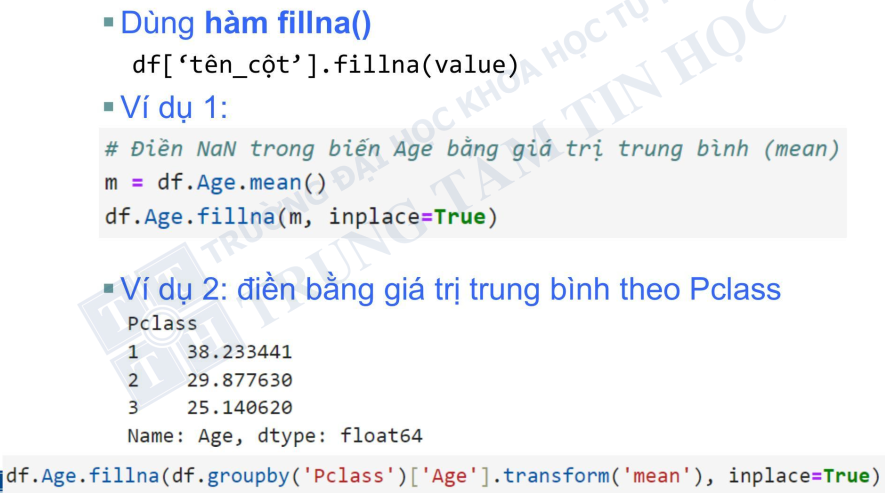 Dùng hàm fillna()
df[‘tên_cột’].fillna(value)
Ví dụ 1:
# Điền NaN trong biến Age bằng giá trị trung bình (mean)
m = df.Age.mean()
df.Age.fillna(m, inplace=True)
Ví dụ 2: điền bằng giá trị trung bình theo Pclass
Pclass
1 38.233441
2 29.877630
3 25.140620
Name: Age, dtype: float64
df.Age.fillna(df.groupby('Pclass')['Age'].transform('mean'), inplace=True)
TRƯỜNG ĐẠI HỌC KHOA HỌC TỰ
TRUNG TÂM TIN HỌC